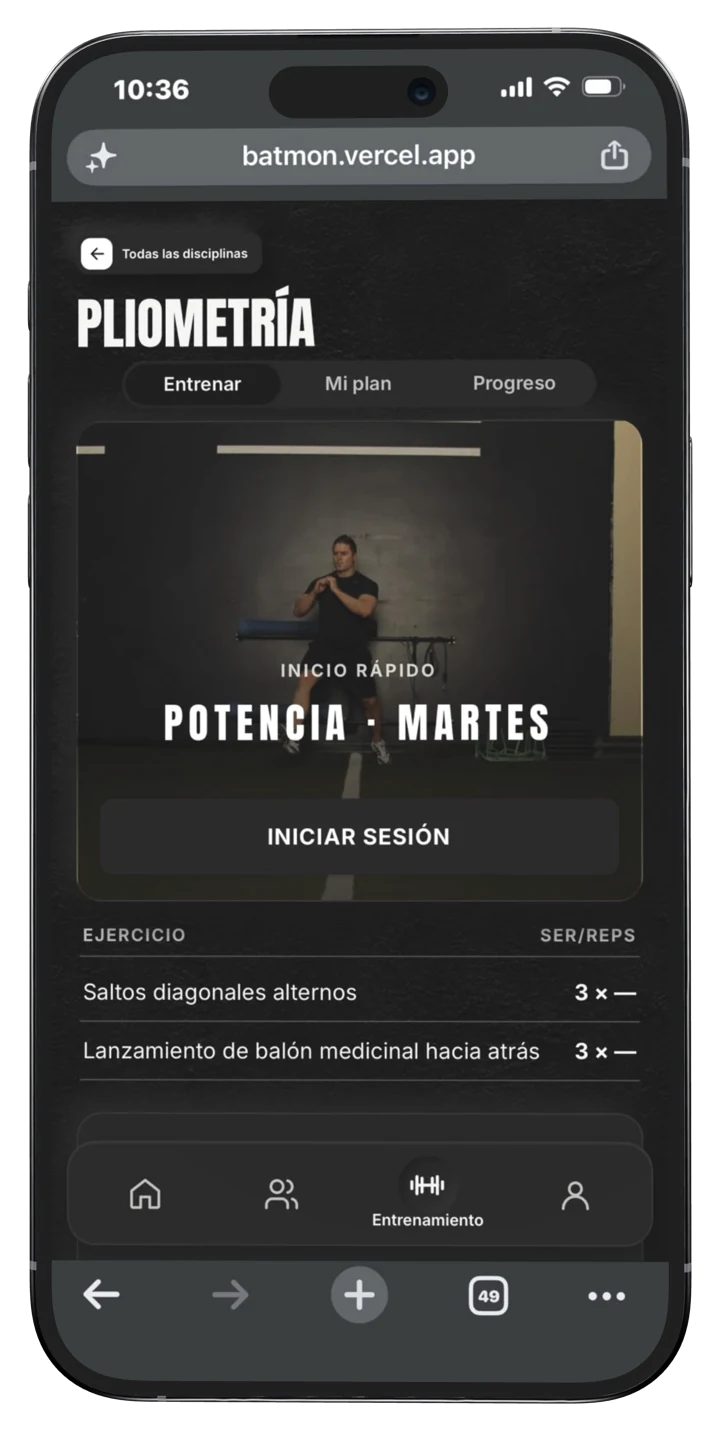 10:36
batmon.vercel.app
Todas las disciplinas
PLIOMETRÍA
Entrenar Mi plan Progreso
INICIO RÁPIDO
POTENCIA · MARTES
INICIAR SESIÓN
EJERCICIO SER/REPS
Saltos diagonales alternos 3 × —
Lanzamiento de balón medicinal hacia atrás 3 × —
Entrenamiento
49